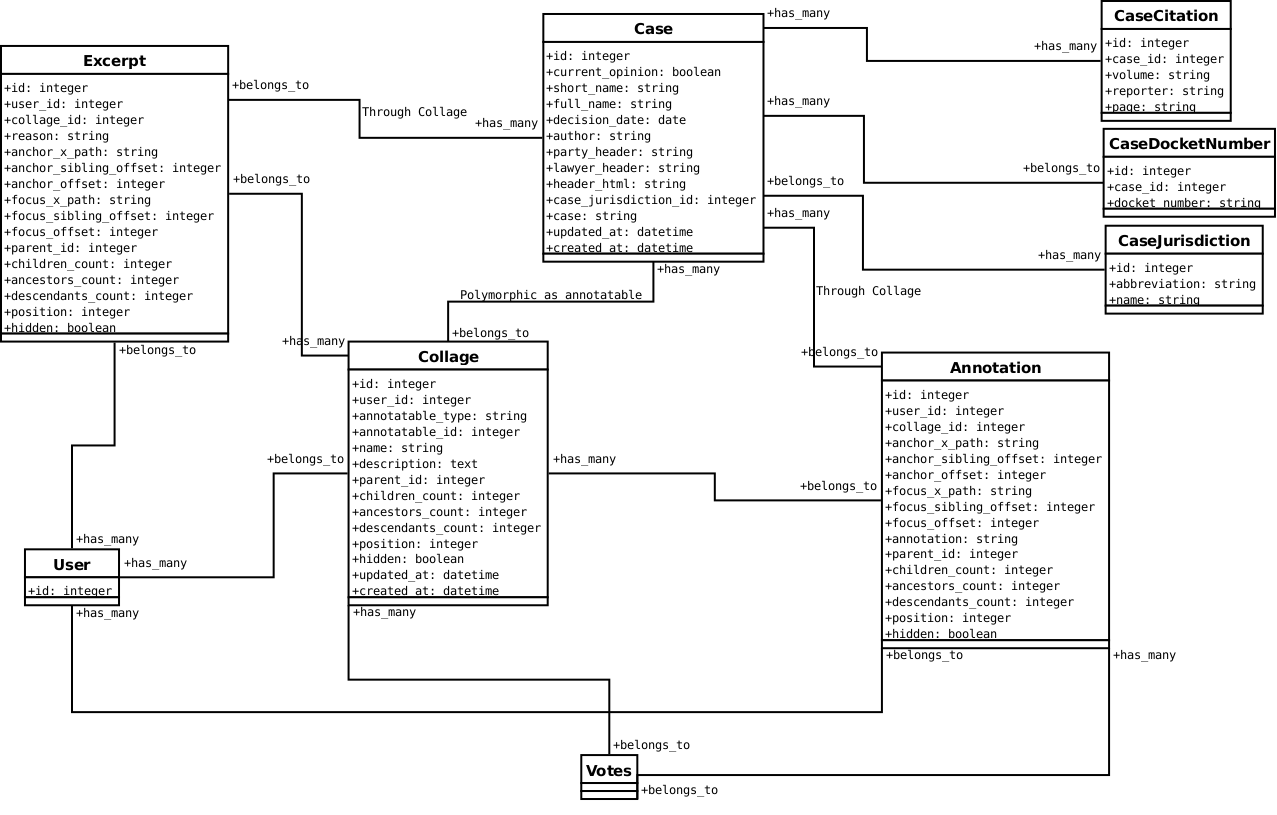 Excerpt
+id: integer
+user_id: integer
+collage_id: integer
+reason: string
+anchor_x_path: string
+anchor_sibling_offset: integer
+anchor_offset: integer
+focus_x_path: string
+focus_sibling_offset: integer
+focus_offset: integer
+parent_id: integer
+children_count: integer
+ancestors_count: integer
+descendants_count: integer
+position: integer
+hidden: boolean
+belongs_to
Through Collage
+has_many
+belongs_to
+has_many
+belongs_to
+has_many
Case
+id: integer
+current_opinion: boolean
+short_name: string
+full_name: string
+decision_date: date
+author: string
+party_header: string
+lawyer_header: string
+header_html: string
+case_jurisdiction_id: integer
+case: string
+updated_at: datetime
+created_at: datetime
+has_many
+has_many
+has_many
+belongs_to
+belongs_to
+has_many
+has_many
Through Collage
+belongs_to
+has_many
Polymorphic as annotatable
+belongs_to
CaseCitation
+id: integer
+case_id: integer
+volume: string
+reporter: string
+page: string
CaseDocketNumber
+id: integer
+case_id: integer
+docket_number: string
CaseJurisdiction
+id: integer
+abbreviation: string
+name: string
Collage
+id: integer
+user_id: integer
+annotatable_type: string
+annotatable_id: integer
+name: string
+description: text
+parent_id: integer
+children_count: integer
+ancestors_count: integer
+descendants_count: integer
+position: integer
+hidden: boolean
+updated_at: datetime
+created_at: datetime
+belongs_to
+has_many
+has_many
+belongs_to
+has_many
Annotation
+id: integer
+user_id: integer
+collage_id: integer
+anchor_x_path: string
+anchor_sibling_offset: integer
+anchor_offset: integer
+focus_x_path: string
+focus_sibling_offset: integer
+focus_offset: integer
+annotation: string
+parent_id: integer
+children_count: integer
+ancestors_count: integer
+descendants_count: integer
+position: integer
+hidden: boolean
+belongs_to
+has_many
User
+id: integer
+has_many
+belongs_to
Votes
+belongs_to